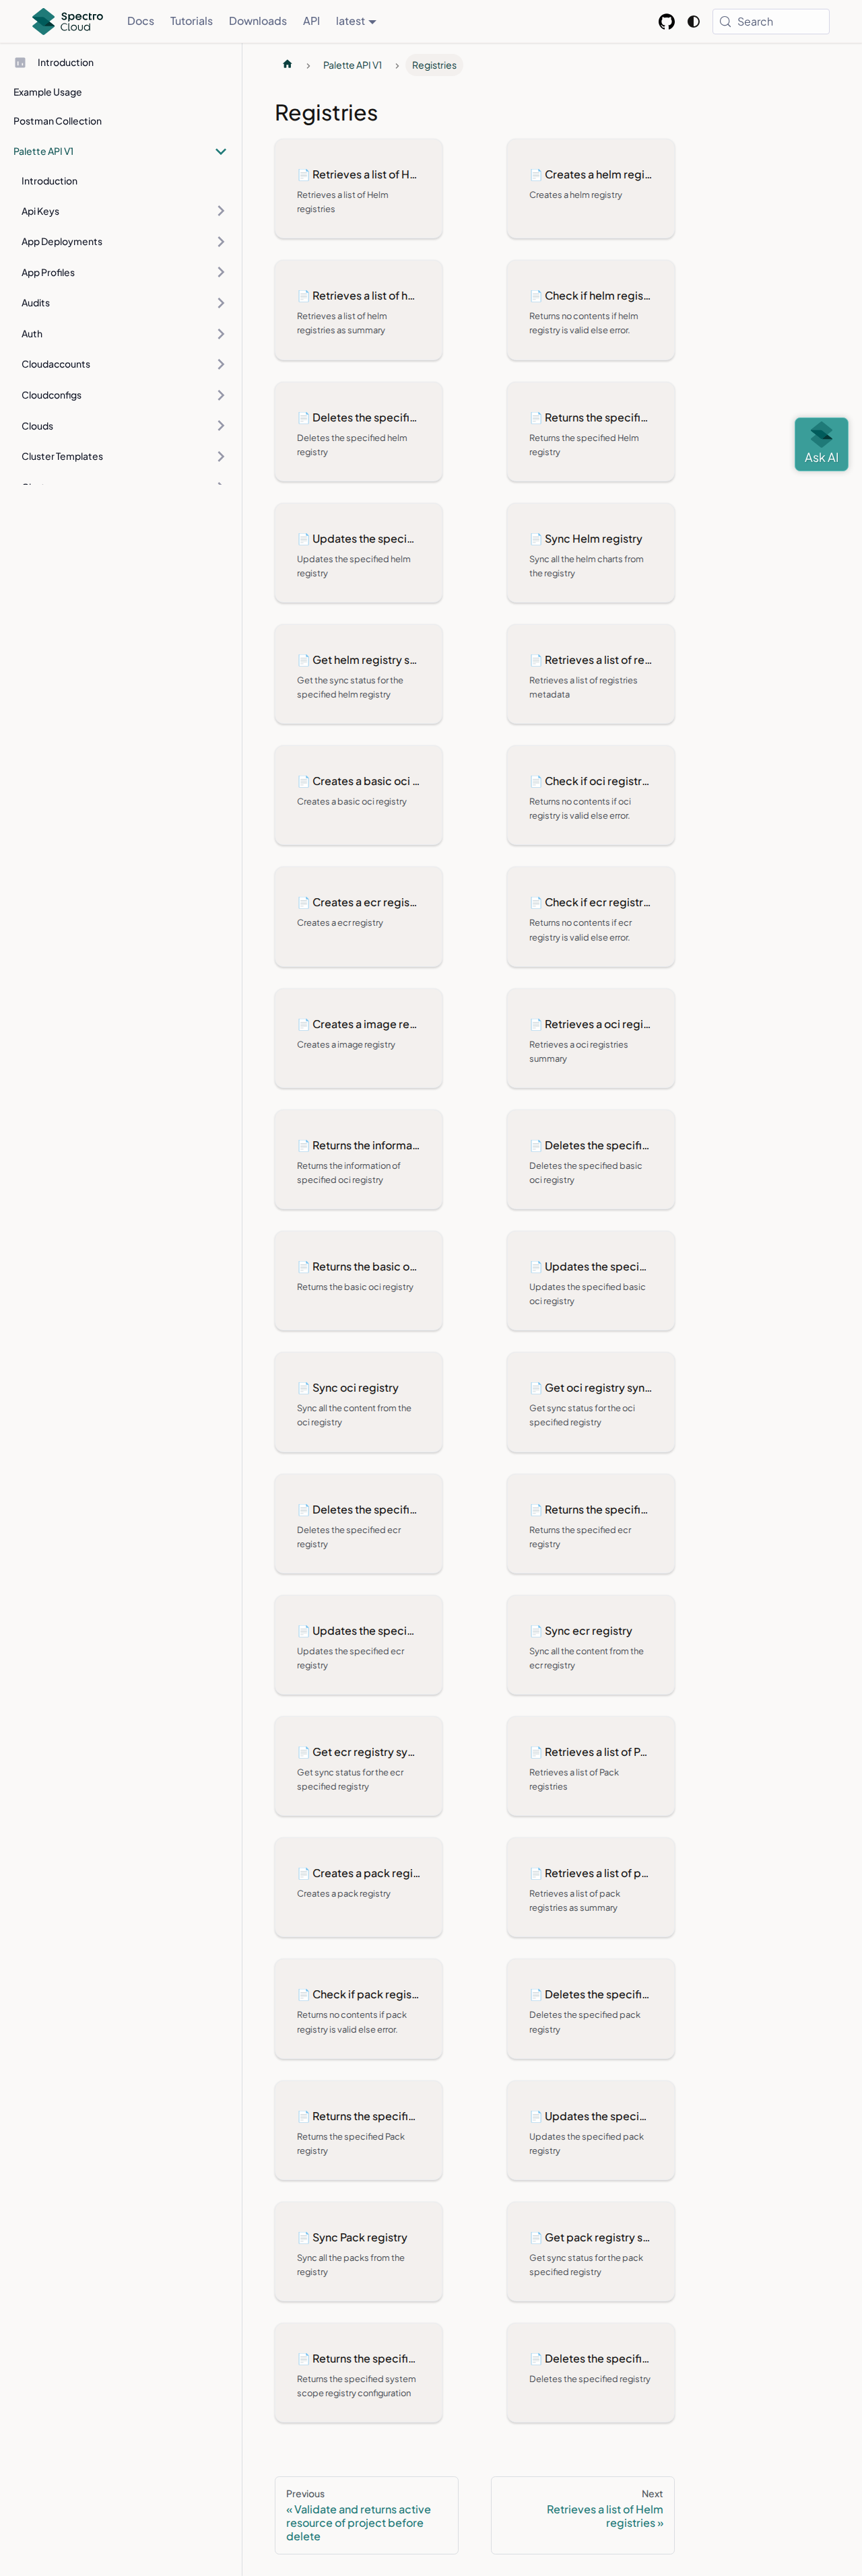 Spectro
Cloud
Docs
Tutorials
Downloads
API
latest
Search
Introduction
Example Usage
Postman Collection
Palette API V1
Introduction
Api Keys
App Deployments
App Profiles
Audits
Auth
Cloudaccounts
Cloudconfigs
Clouds
Cluster Templates
Palette API V1
Registries
Registries
Retrieves a list of H...
Retrieves a list of Helm
registries
Creates a helm regi...
Creates a helm registry
Retrieves a list of h...
Retrieves a list of helm
registries as summary
Check if helm regis...
Returns no contents if helm
registry is valid else error.
Deletes the specifi...
Deletes the specified helm
registry
Returns the specifi...
Returns the specified Helm
registry
Updates the speci...
Updates the specified helm
registry
Sync Helm registry
Sync all the helm charts from
the registry
Get helm registry s...
Get the sync status for the
specified helm registry
Retrieves a list of re...
Retrieves a list of registries
metadata
Creates a basic oci ...
Creates a basic oci registry
Check if oci registr...
Returns no contents if oci
registry is valid else error.
Creates a ecr regis...
Creates a ecr registry
Check if ecr registr...
Returns no contents if ecr
registry is valid else error.
Creates a image re...
Creates a image registry
Retrieves a oci regi...
Retrieves a oci registries
summary
Returns the informa...
Returns the information of
specified oci registry
Deletes the specifi...
Deletes the specified basic
oci registry
Returns the basic o...
Returns the basic oci registry
Updates the speci...
Updates the specified basic
oci registry
Sync oci registry
Sync all the content from the
oci registry
Get oci registry syn...
Get sync status for the oci
specified registry
Deletes the specifi...
Deletes the specified ecr
registry
Returns the specifi...
Returns the specified ecr
registry
Updates the speci...
Updates the specified ecr
registry
Sync ecr registry
Sync all the content from the
ecr registry
Get ecr registry sy...
Get sync status for the ecr
specified registry
Retrieves a list of P...
Retrieves a list of Pack
registries
Creates a pack regi...
Creates a pack registry
Retrieves a list of p...
Retrieves a list of pack
registries as summary
Check if pack regis...
Returns no contents if pack
registry is valid else error.
Deletes the specifi...
Deletes the specified pack
registry
Returns the specifi...
Returns the specified Pack
registry
Updates the speci...
Updates the specified pack
registry
Sync Pack registry
Sync all the packs from the
registry
Get pack registry s...
Get sync status for the pack
specified registry
Returns the specifi...
Returns the specified system
scope registry configuration
Deletes the specifi...
Deletes the specified registry
Ask AI
Previous
« Validate and returns active
resource of project before
delete
Next
Retrieves a list of Helm
registries »